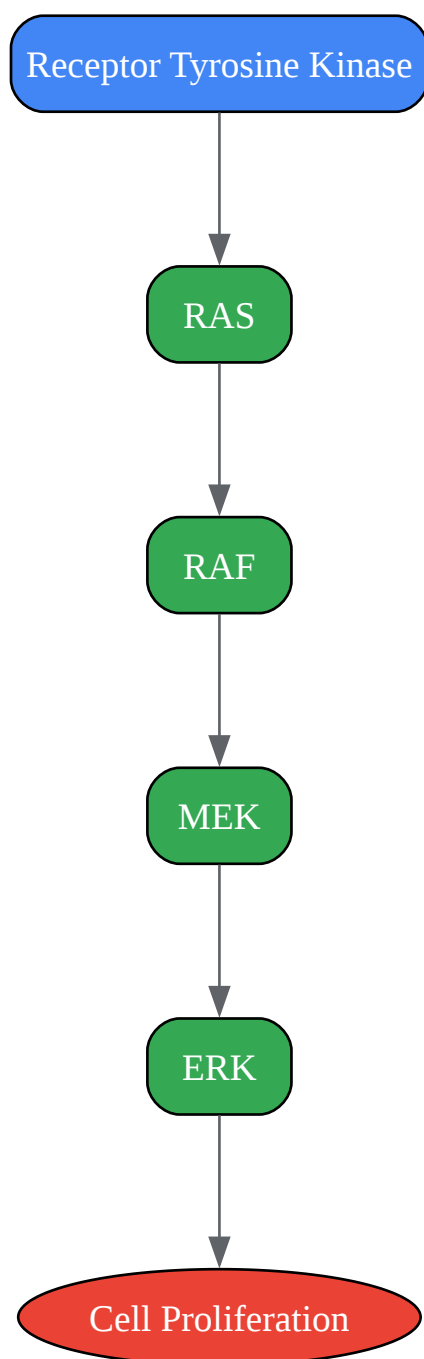 Receptor Tyrosine Kinase
RAS
RAF
MEK
ERK
Cell Proliferation